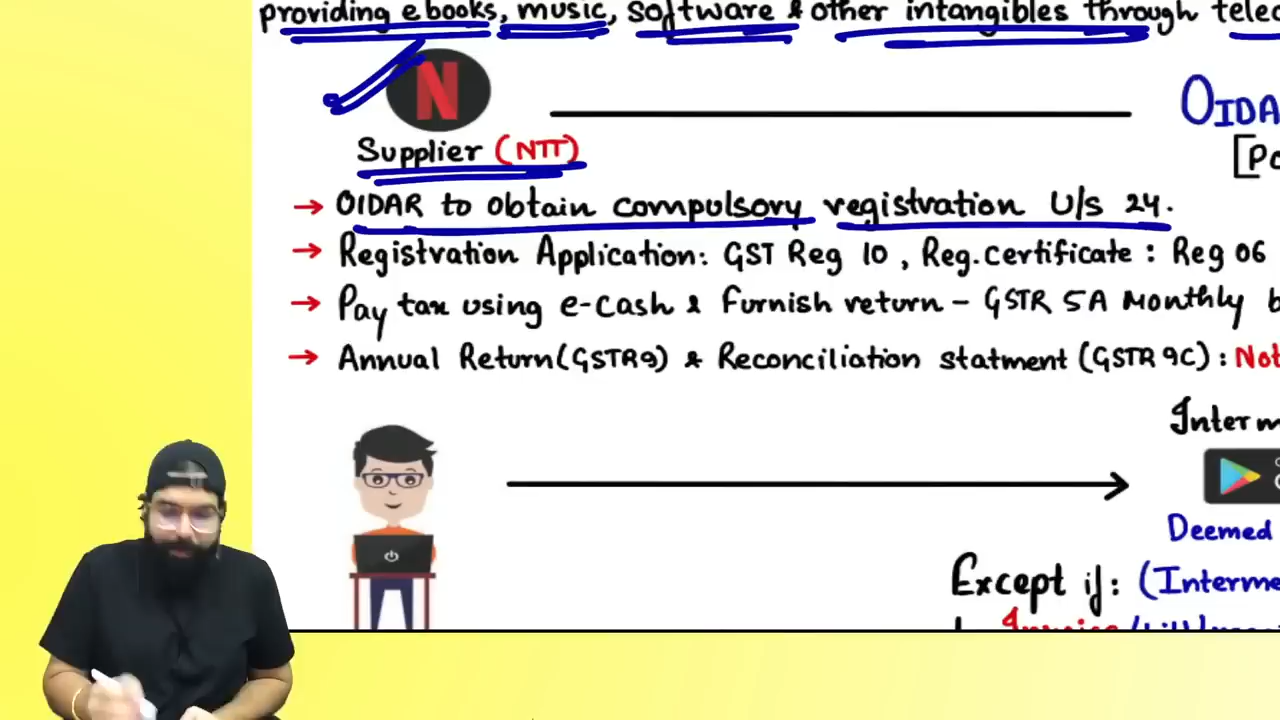 providing ebooks, music, software & other intangibles through
N
OIDA
Supplier (NTT)
→ OIDAR to obtain compulsory registration U/s 24.
→ Registration Application: GST Reg 10, Reg.certificate: Reg 06
→ Pay tax using e-cash & Furnish return - GSTR 5A Monthly b
→ Annual Return(GSTR9) & Reconciliation statment (GSTR 9C): Not
Interm
Deemed
Except if: (Interme